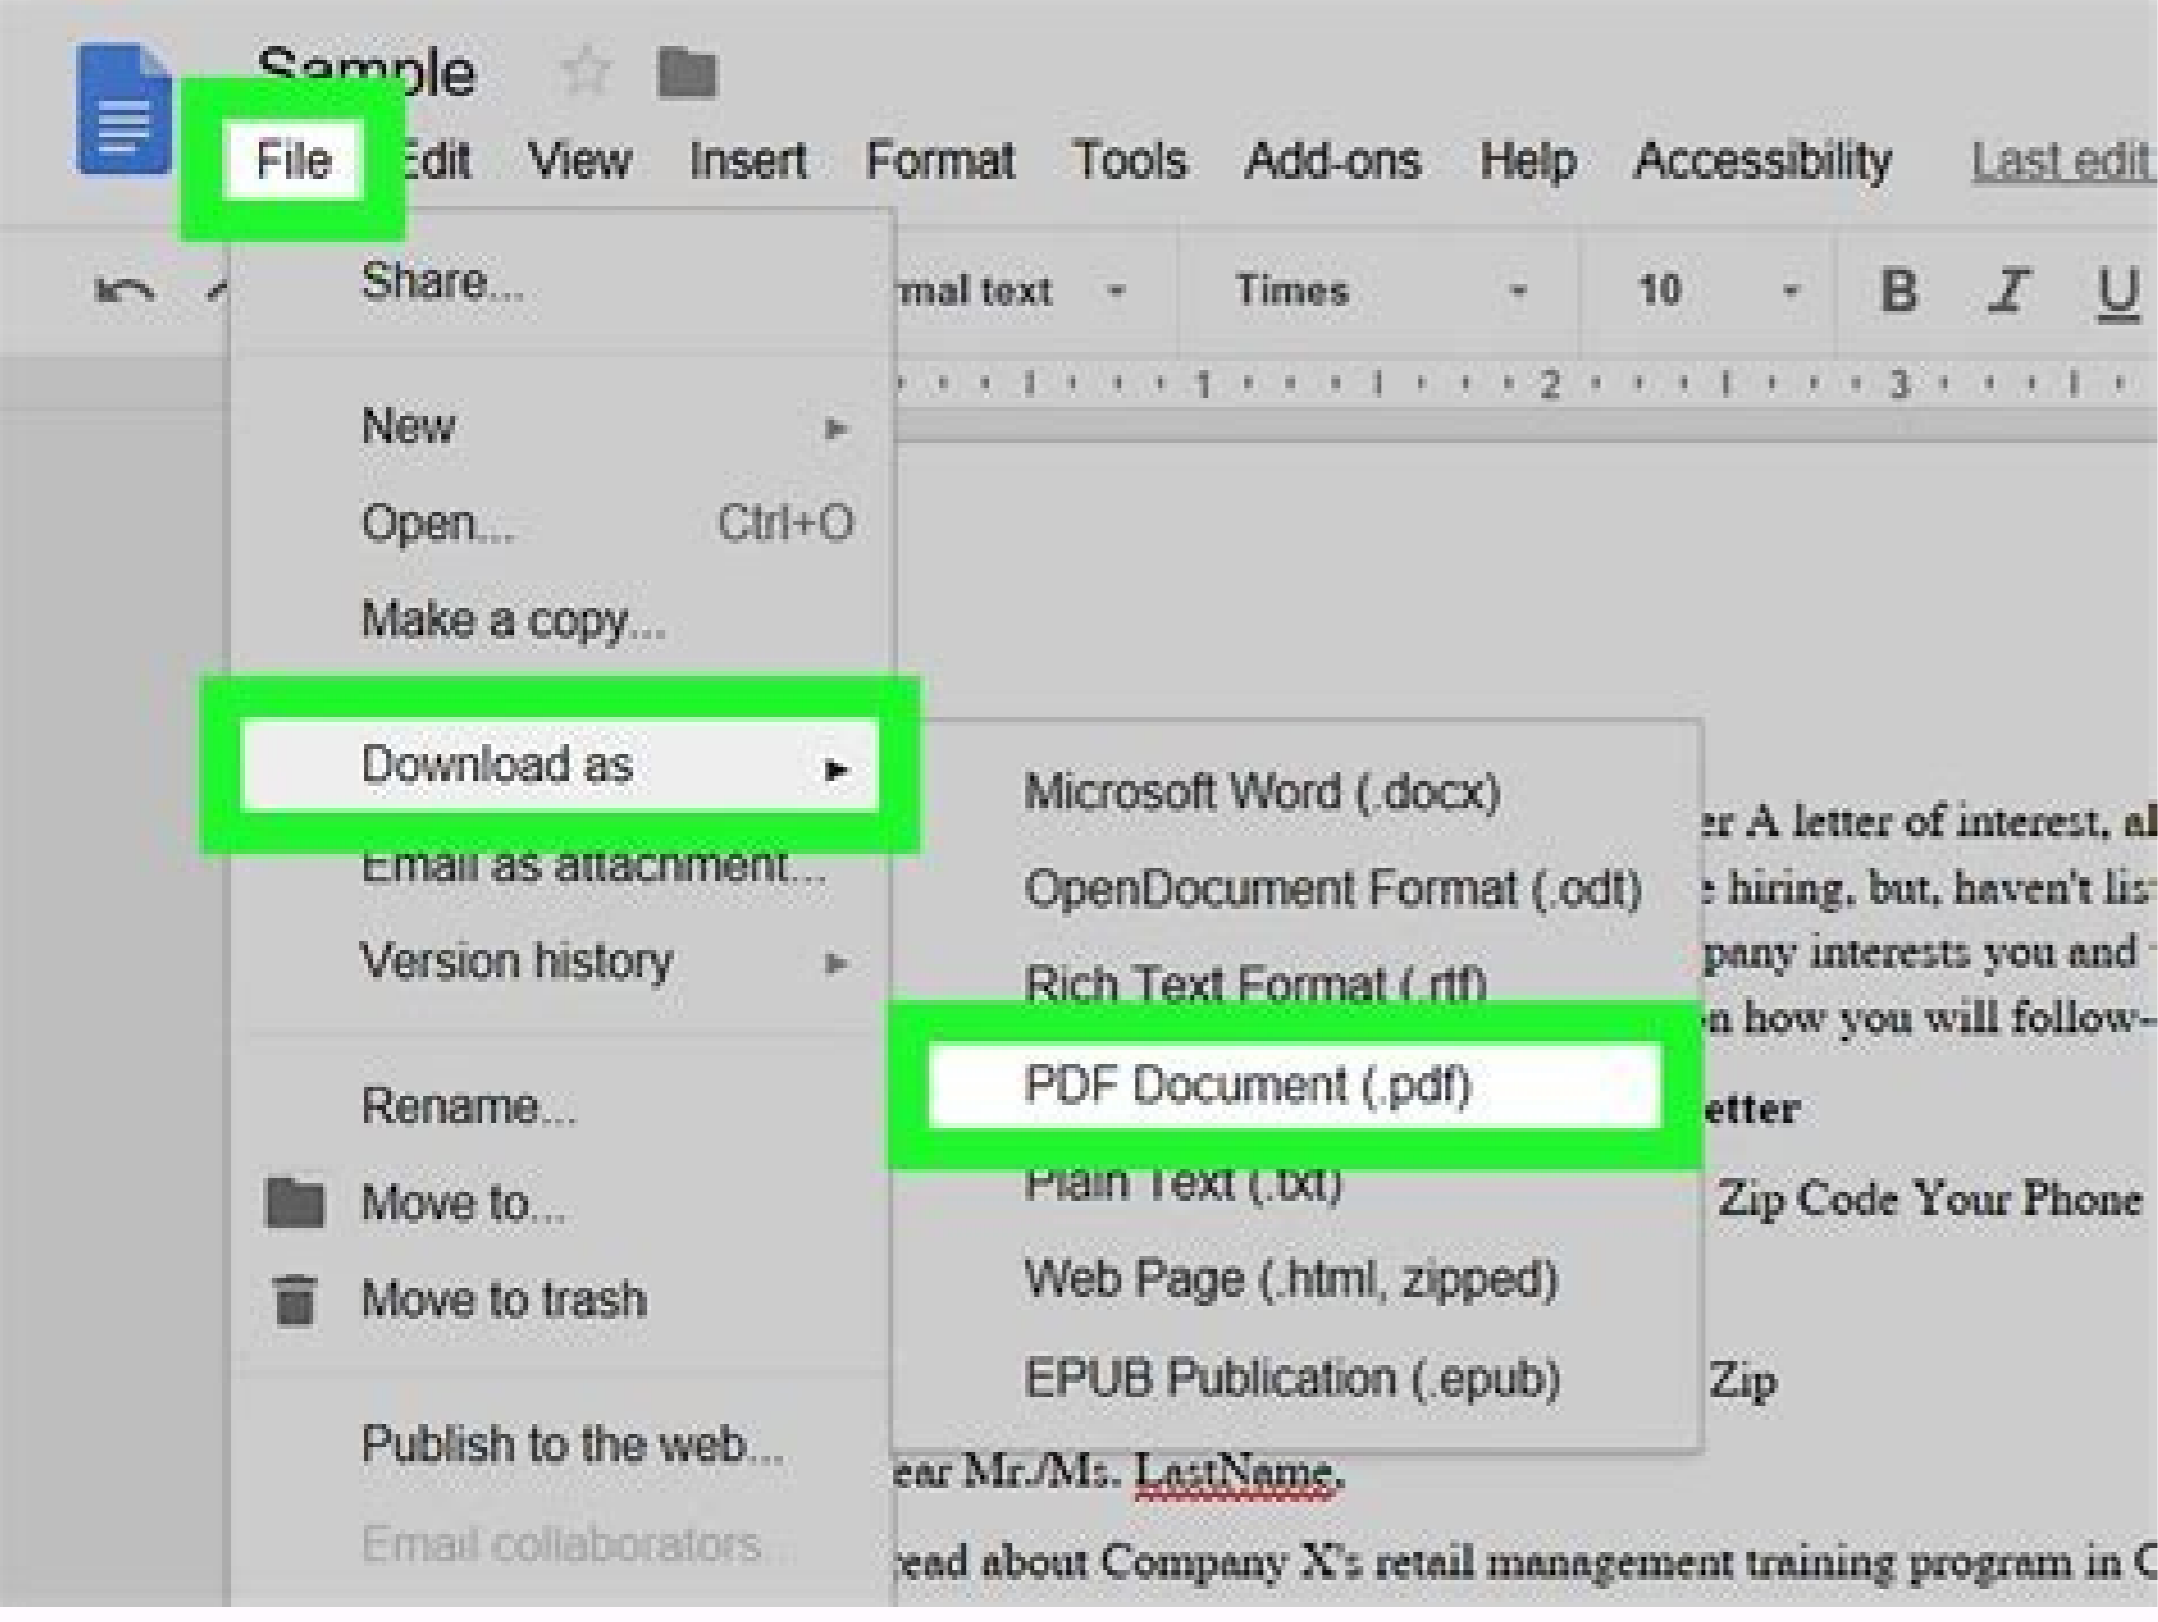 Sample
File Edit View Insert Format Tools Add-ons Help Accessibility Last edit
Share...
mal text Times 10 B I U
1 2 3
New
Open... Ctrl+O
Make a copy...
Download as
Email as attachment...
Version history
Rename...
Move to...
Move to trash
Publish to the web...
Email collaborators...
Microsoft Word (.docx)
OpenDocument Format (.odt)
Rich Text Format (.rtf)
PDF Document (.pdf)
Plain Text (.txt)
Web Page (.html, zipped)
EPUB Publication (.epub)
er A letter of interest, al
hiring, but, haven't lis
pany interests you and
n how you will follow-
etter
Zip Code Your Phone
Zip
ear Mr./Ms. LastName,
ead about Company X's retail management training program in